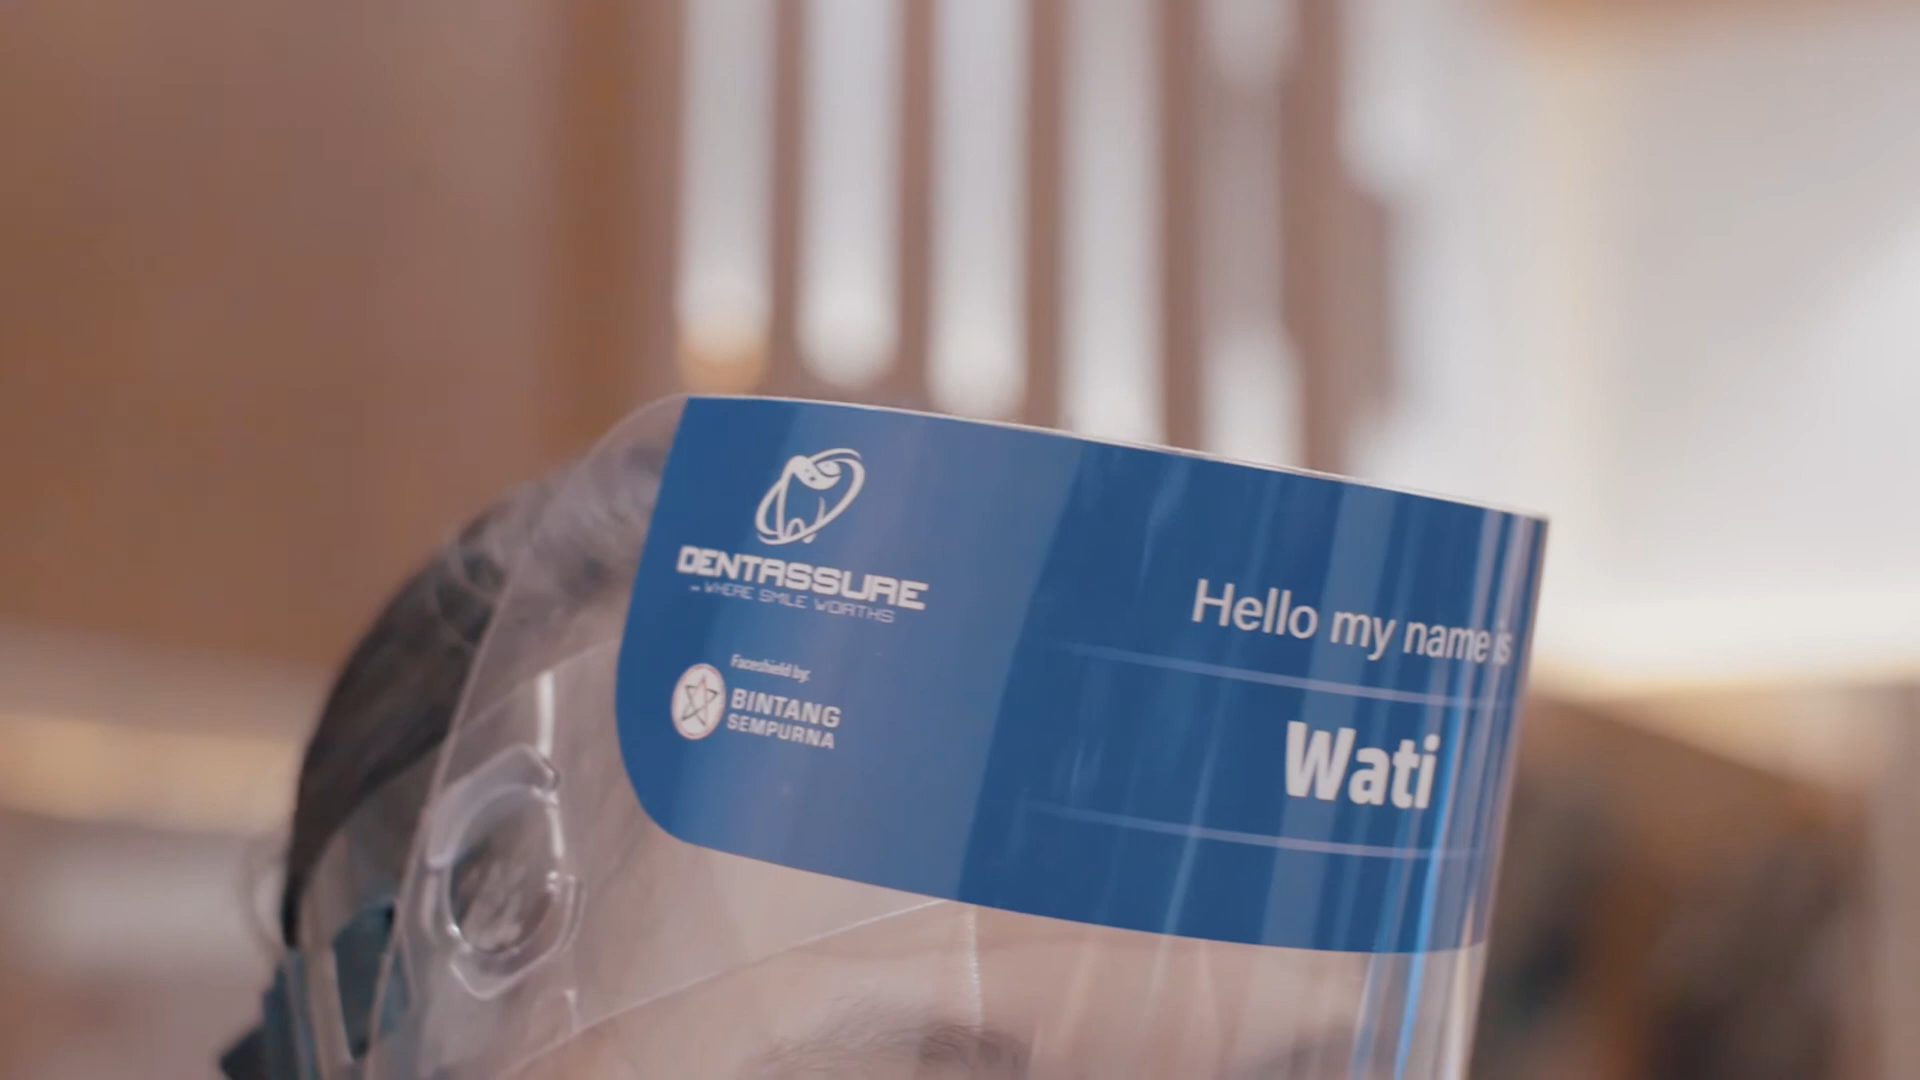 DENTASSURE
WHERE SMILE WORTHS
Faceshield by:
BINTANG
SEMPURNA
Hello my name is
Wati